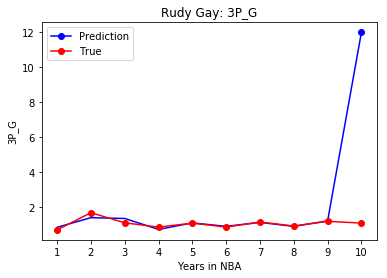 Rudy Gay: 3P_G
Prediction
True
12
10
8
6
4
2
3P_G
1 2 3 4 5 6 7 8 9 10
Years in NBA